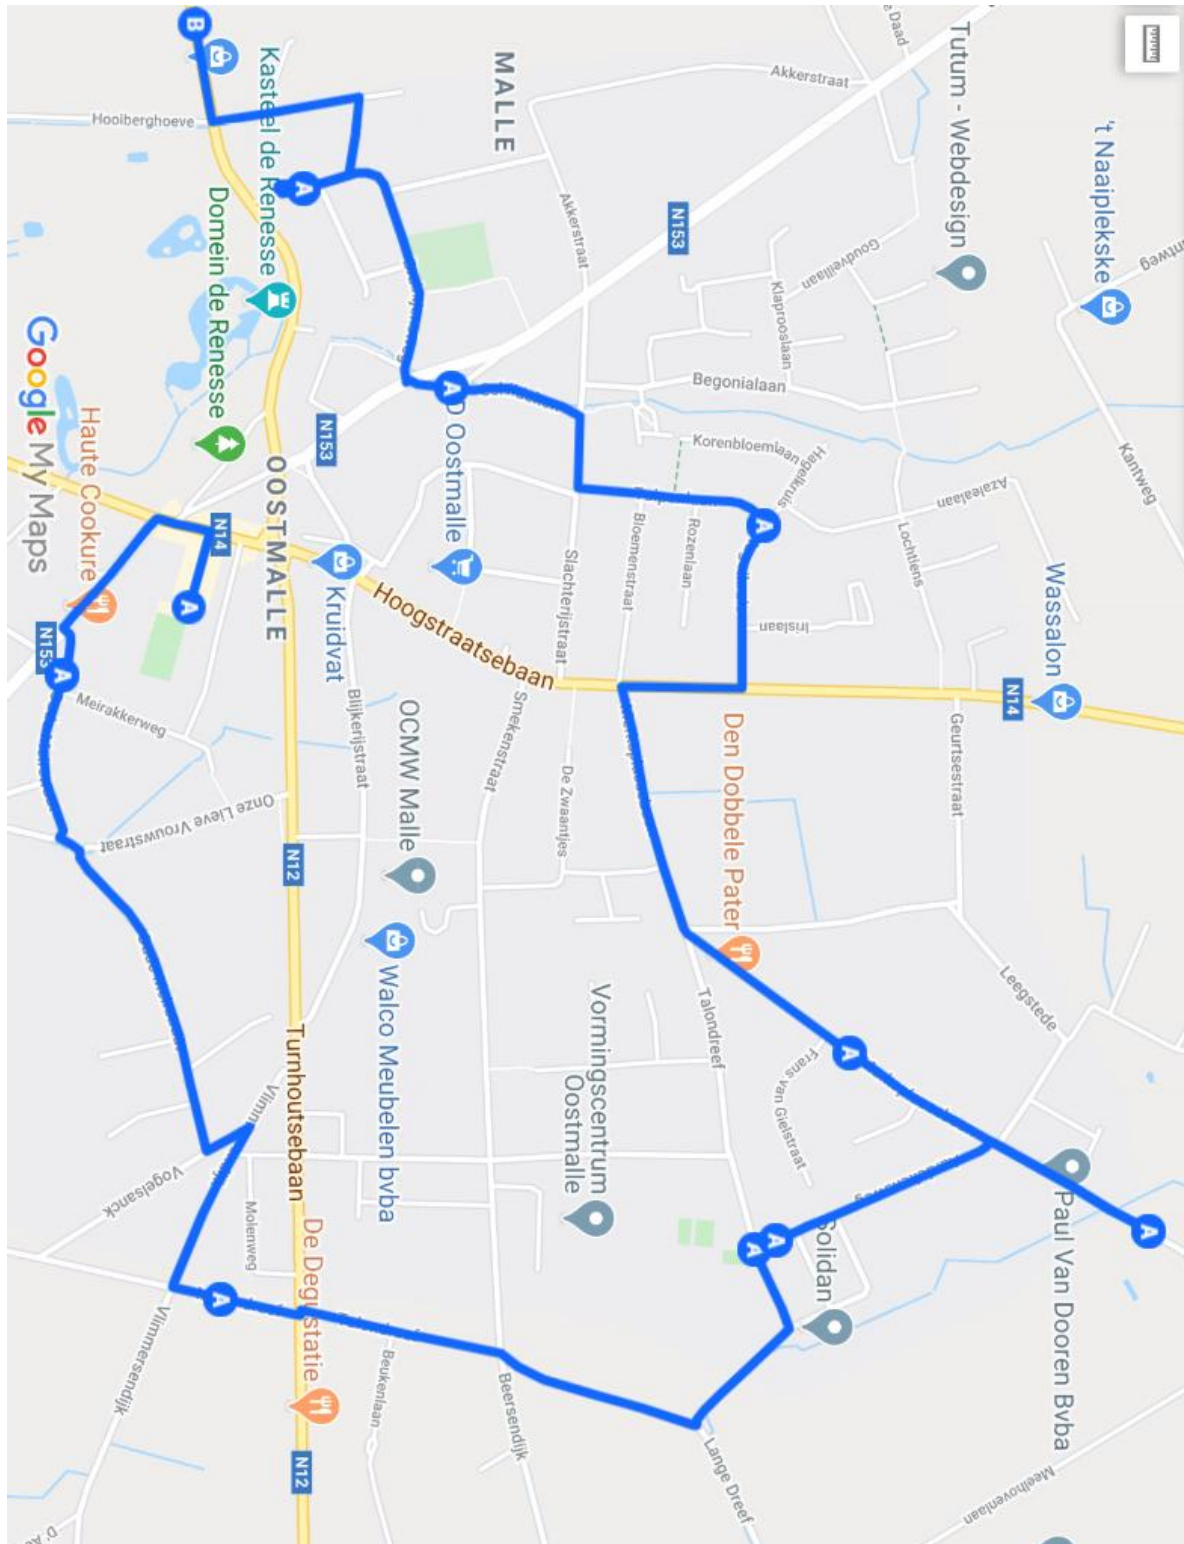 't Naaiplekske
Kantweg
Wassalon
Paul Van Dooren Bvba
Meelhovenlaan
Tutum - Webdesign
Goudveillaan
Klaprooslaan
Begonialaan
Korenbloemlaan
Hagelkruis
Azalealaan
Lochtiens
Irislaan
Rozenlaan
Bloemenstraat
N14
Geurtsestraat
Leegstede
Den Dobbele Pater
Talondreef
Frans van Gielstraat
Solidan
Lange Dreef
Akkerstraat
N153
Akkerstraat
MALLE
Slachterijstraat
De Zwaantjes
Vormingscentrum
Oostmalle
Beersendijk
Oostmalle
Hoogstraatsebaan
Smekenstraat
OCMW Malle
Walco Meubelen bvba
Beukenlaan
Kruidvat
Blijkerijstraat
N153
Kasteel de Renesse
OOSTMALLE
N12
Turnhoutsebaan
De Degustatie
N12
Domein de Renesse
N14
Onze Lieve Vrouwstraat
Molenweg
Vogelsanck
Vlimmersendijk
Hooiberghoeve
Meirakkerweg
Haute Cookure
N153
Google My Maps
A
A
A
A
A
A
A
A
A
A
A
B